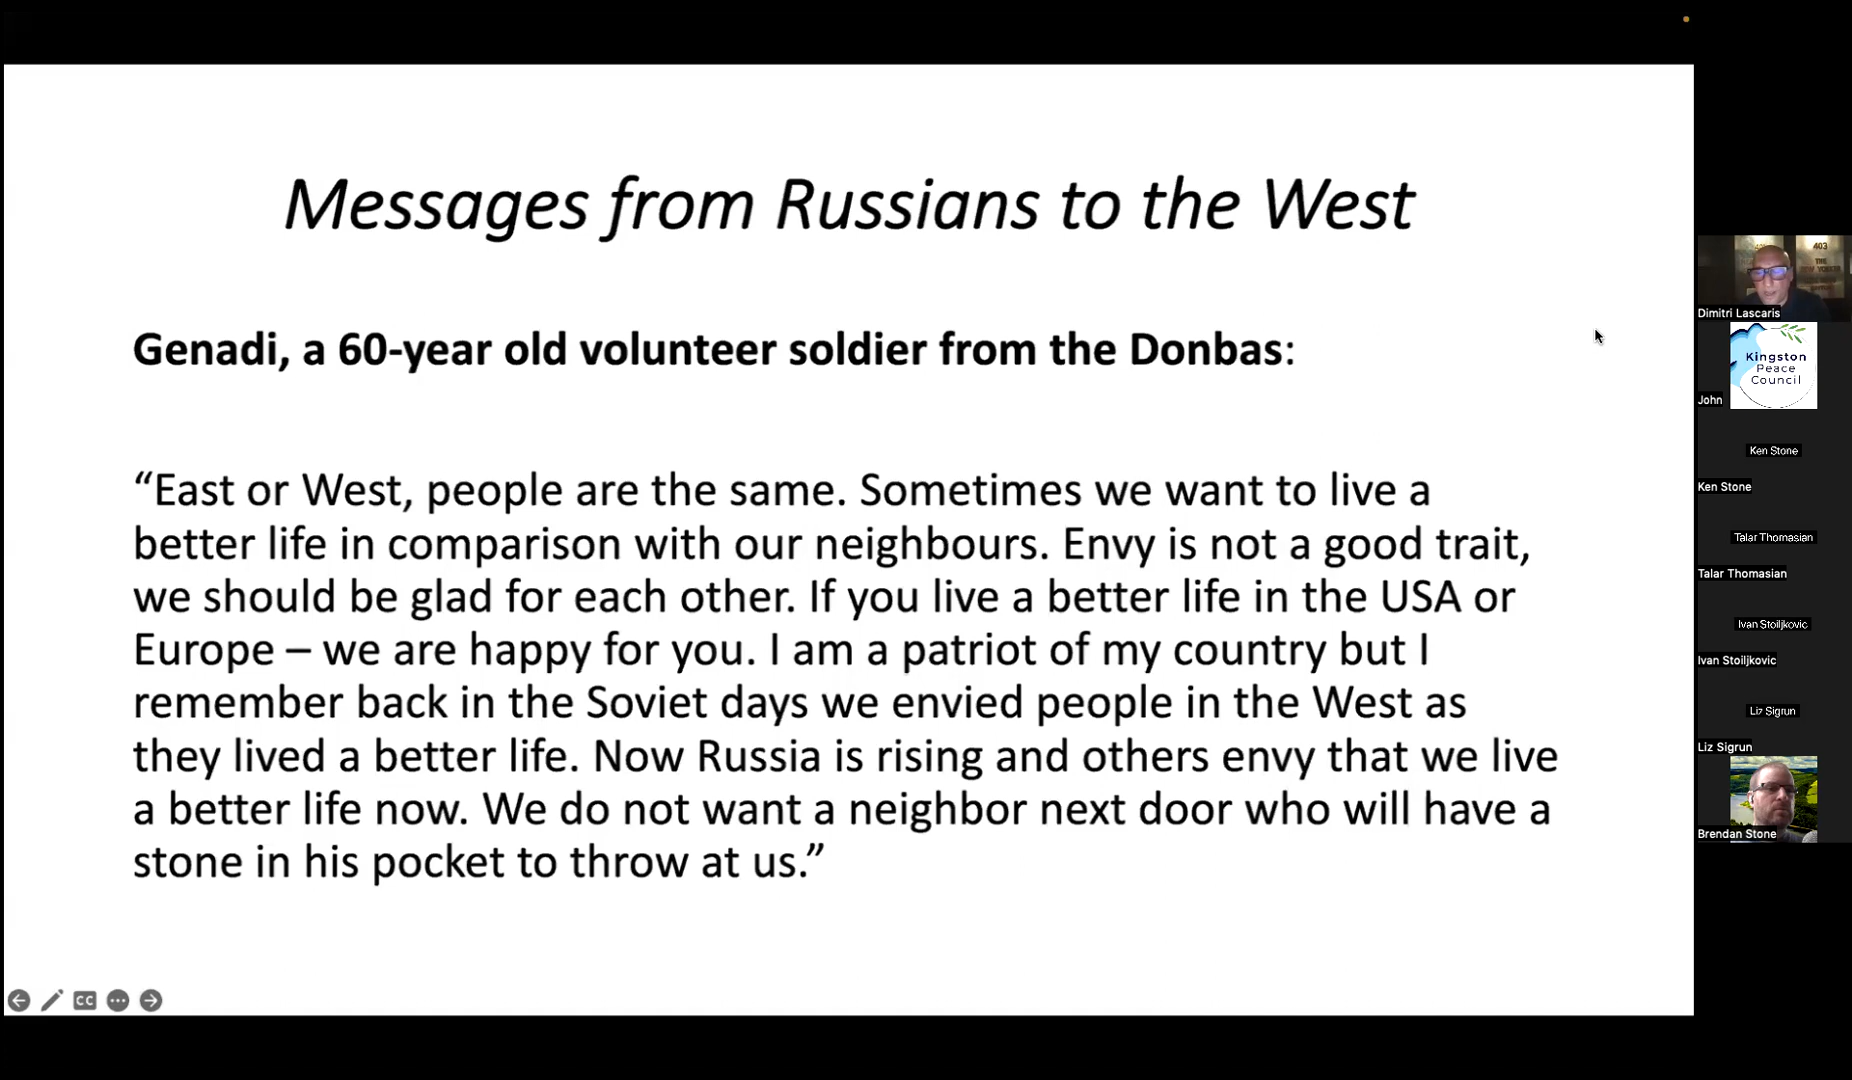 Messages from Russians to the West
Genadi, a 60-year old volunteer soldier from the Donbas:
“East or West, people are the same. Sometimes we want to live a
better life in comparison with our neighbours. Envy is not a good trait,
we should be glad for each other. If you live a better life in the USA or
Europe – we are happy for you. I am a patriot of my country but I
remember back in the Soviet days we envied people in the West as
they lived a better life. Now Russia is rising and others envy that we live
a better life now. We do not want a neighbor next door who will have a
stone in his pocket to throw at us.”
CC
403
THE
Dimitri Lascaris
Kingston
Peace
Council
John
Ken Stone
Ken Stone
Talar Thomasian
Talar Thomasian
Ivan Stoiljkovic
Ivan Stoiljkovic
Liz Sigrun
Liz Sigrun
Brendan Stone